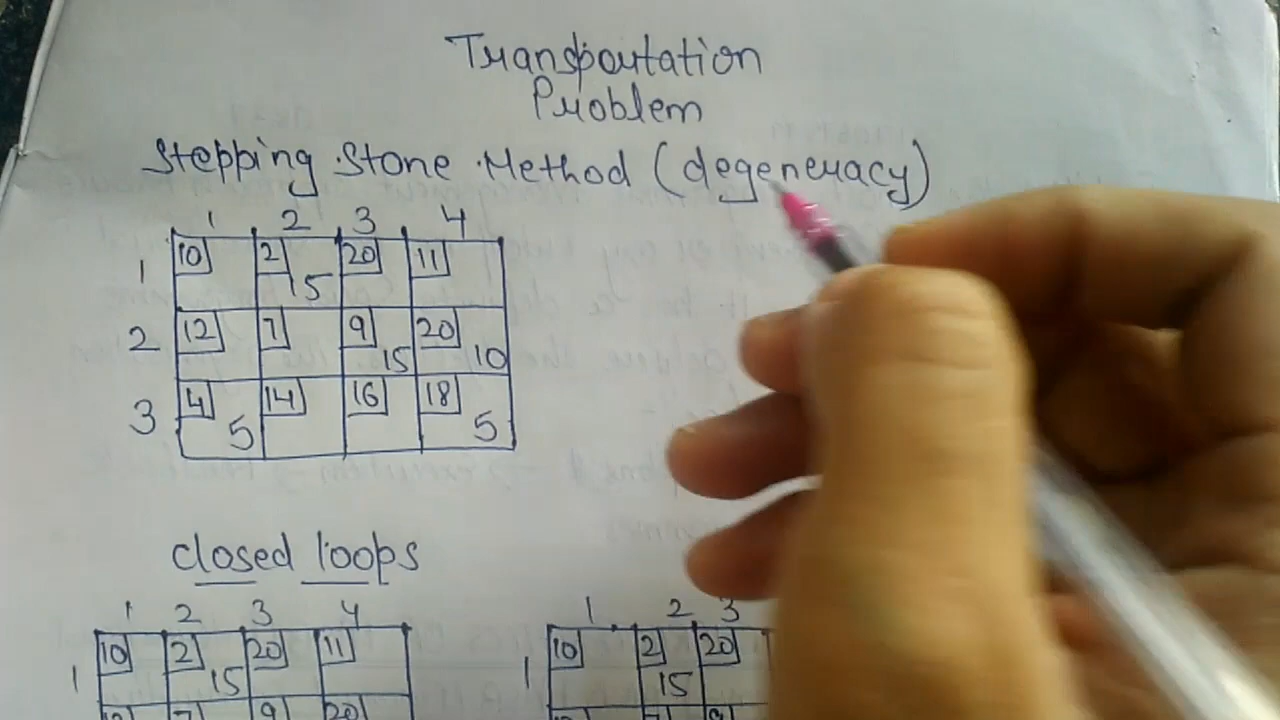 Transportation
Problem
Stepping Stone Method (degeneracy)
1 2 3 4
1 10 2 15 20 11
2 12 7 9 15 20 10
3 4 5 14 16 18 5
closed loops
1 2 3 4
1 10 2 15 20 11
7 9 20
1 2 3
1 10 2 15 20